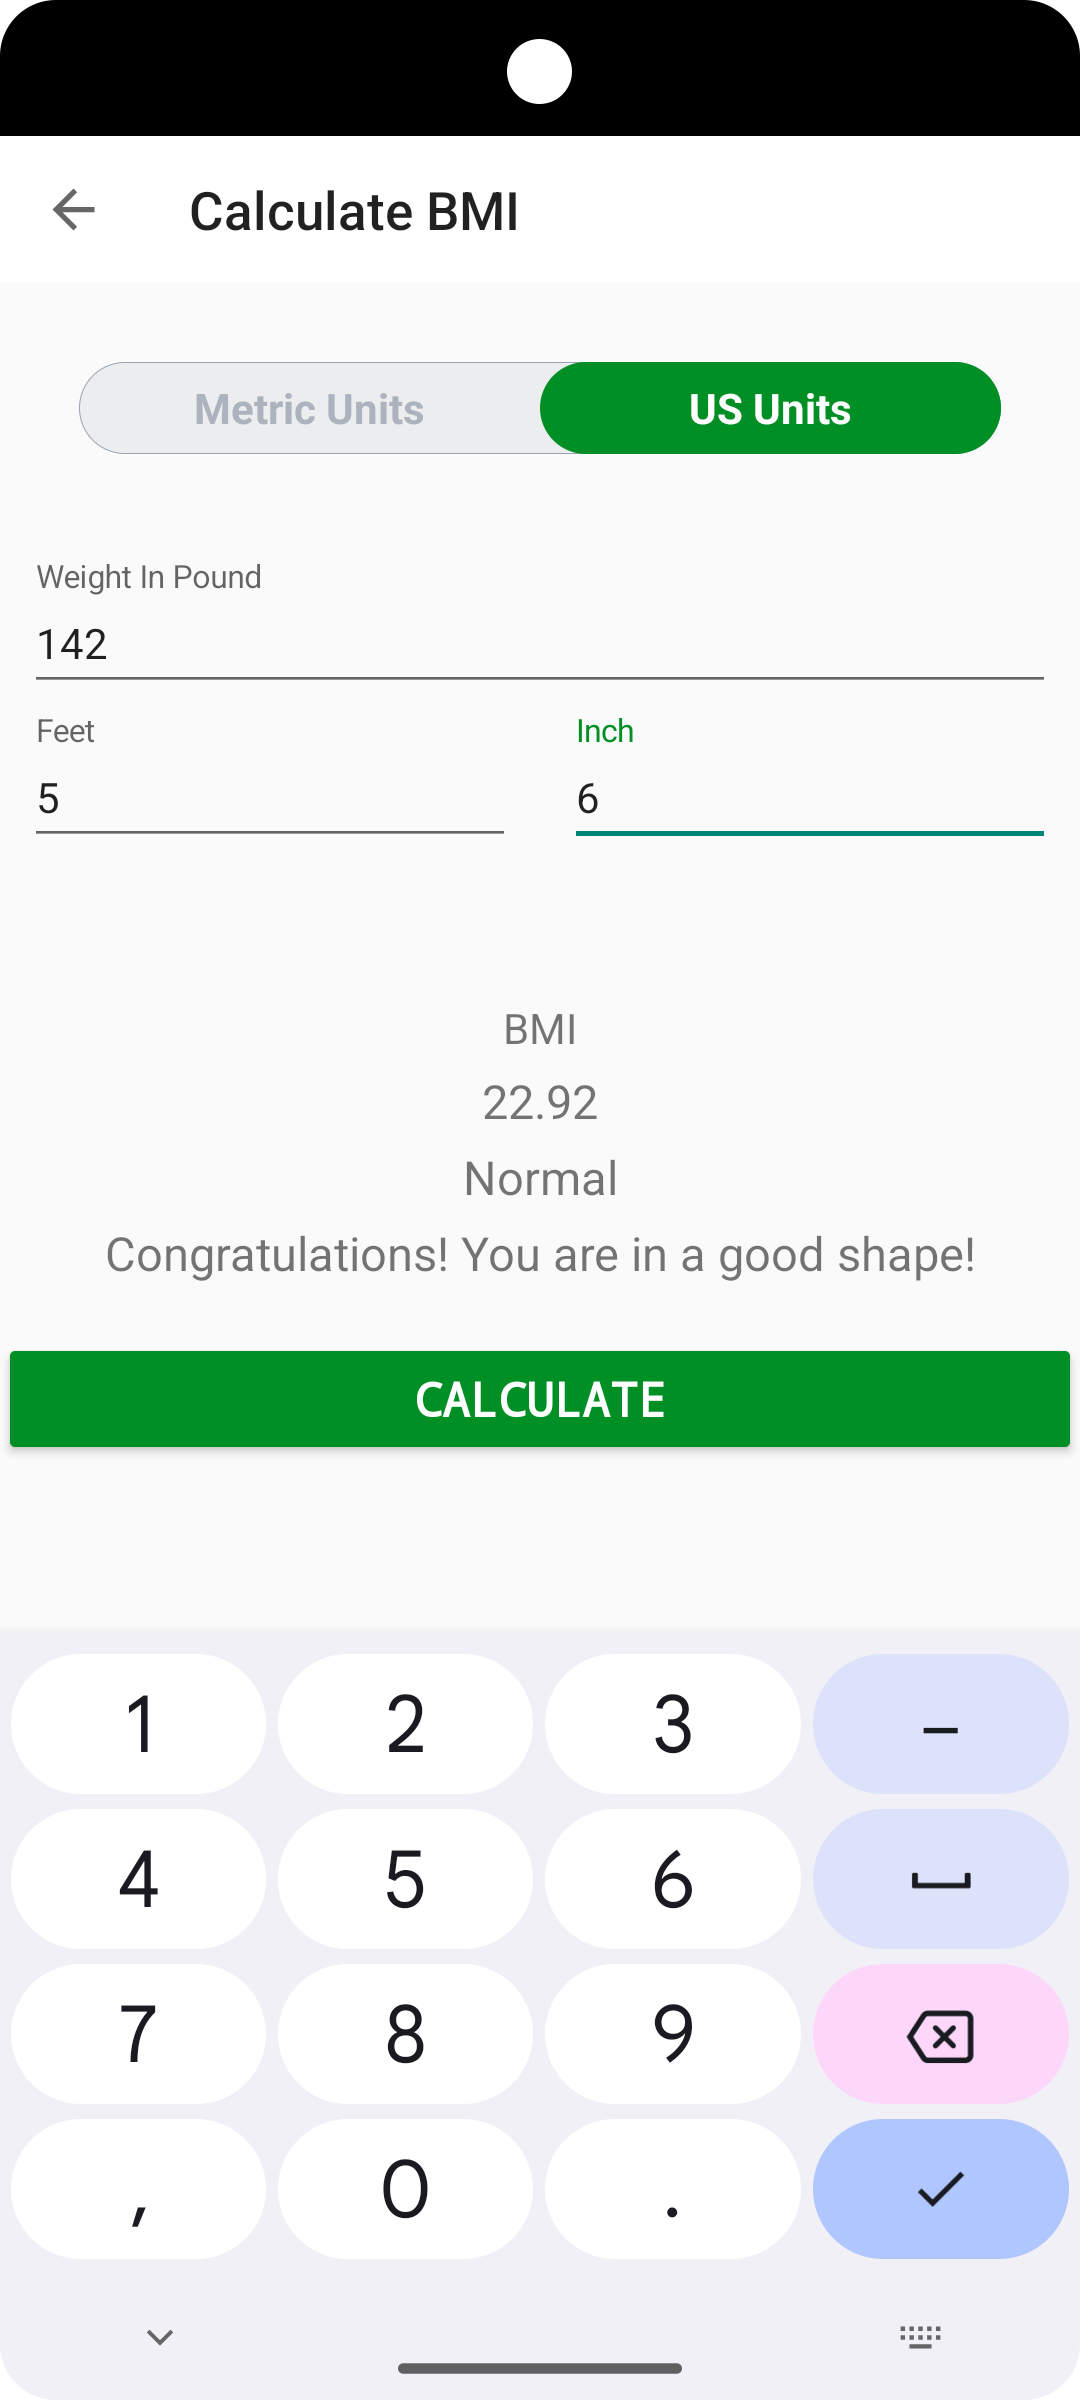 Calculate BMI
Metric Units
US Units
Weight In Pound
142
Feet
Inch
5
6
BMI
22.92
Normal
Congratulations! You are in a good shape!
CALCULATE
1 2 3 –
4 5 6
7 8 9
, 0 .